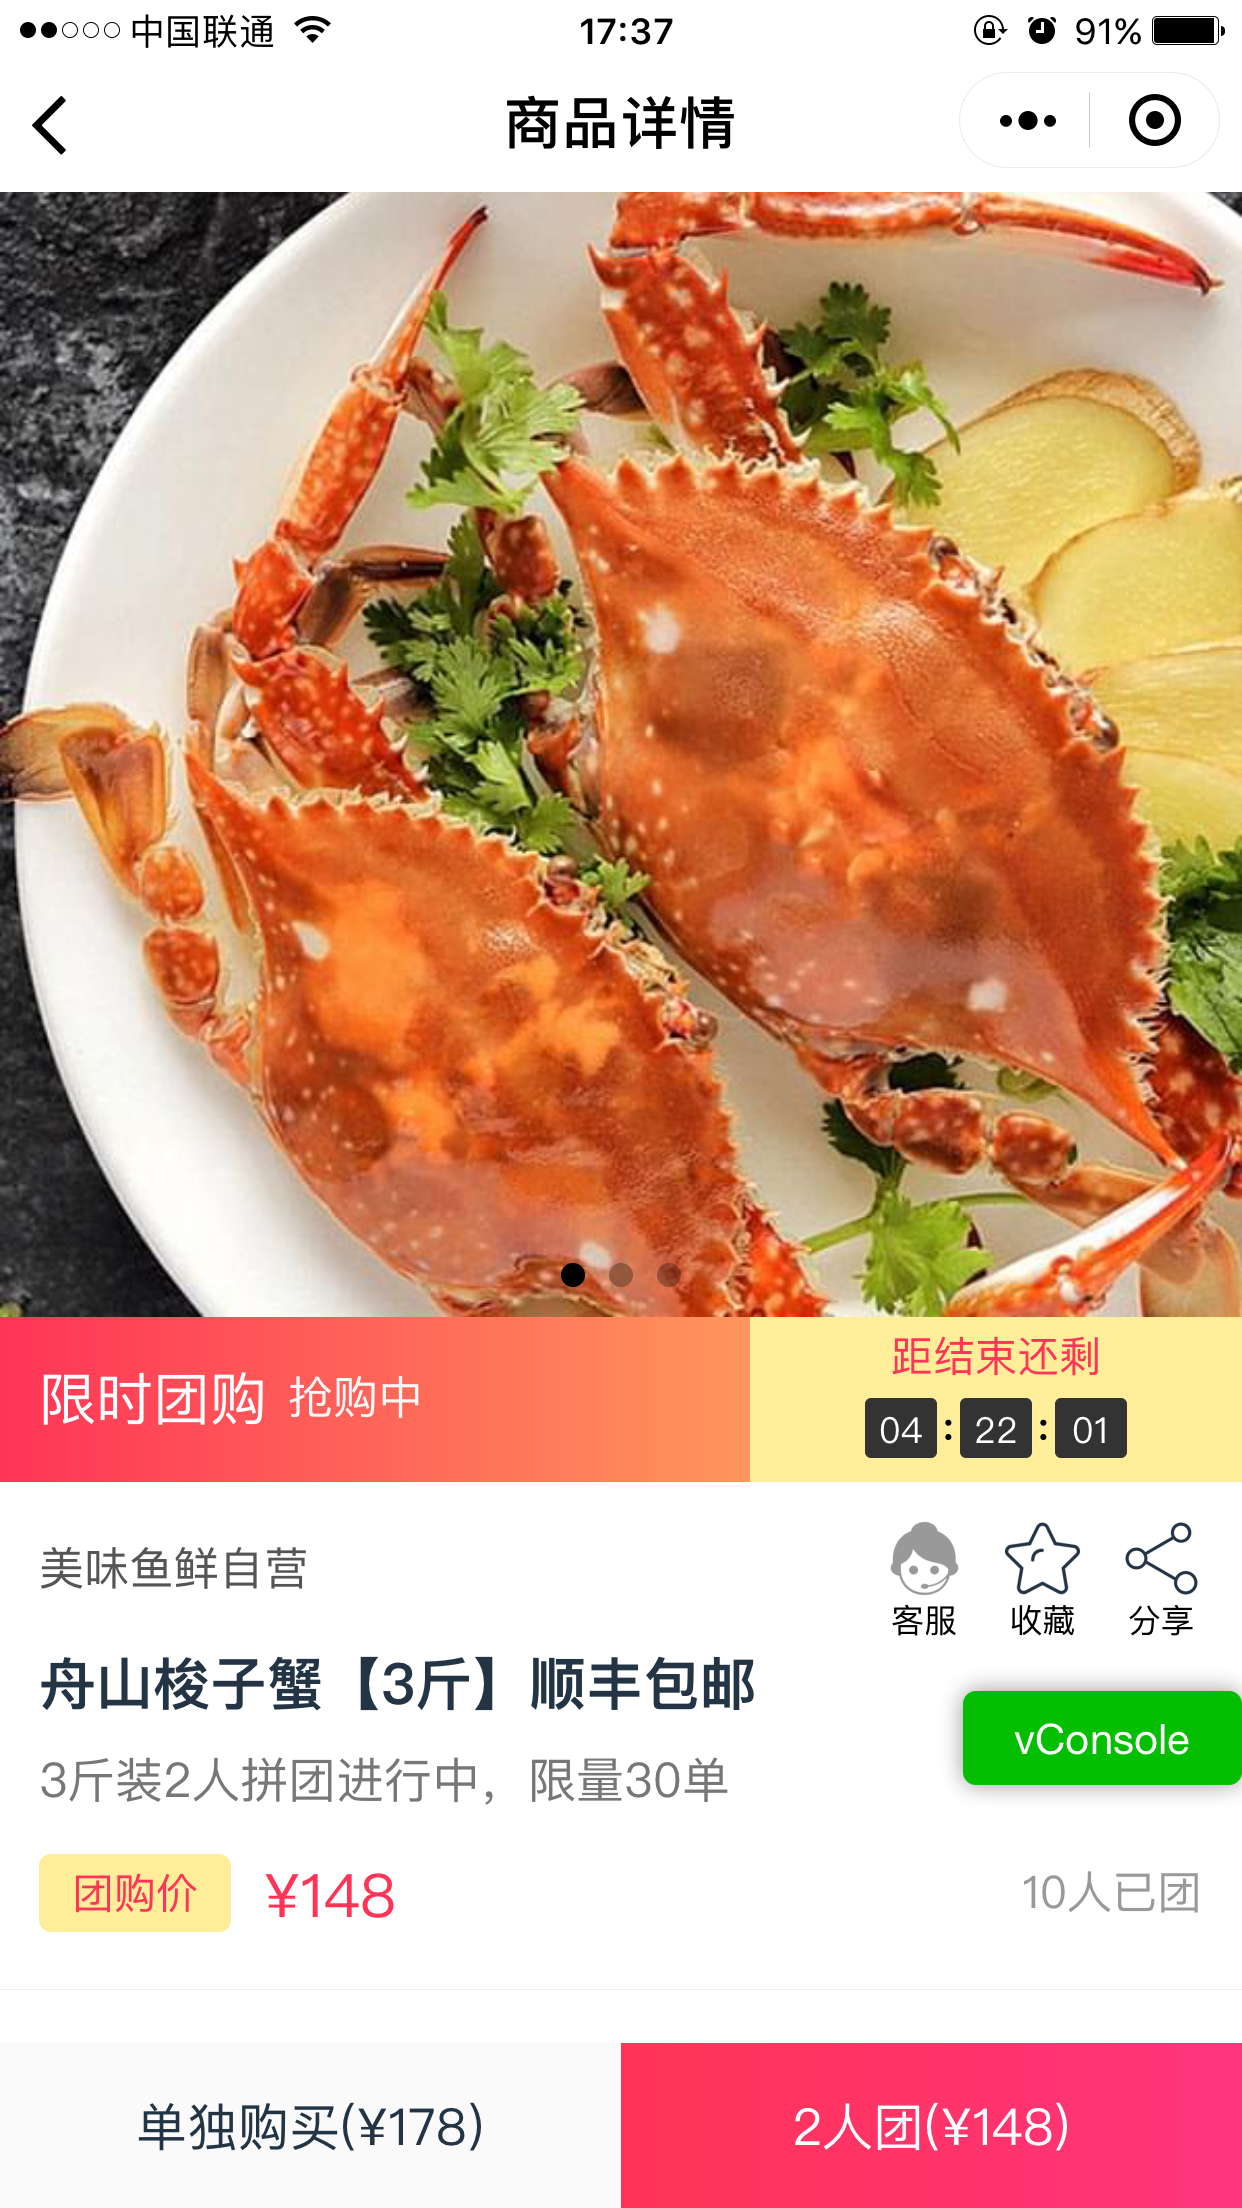 中国联通 17:37 91%
商品详情
限时团购 抢购中
距结束还剩
04:22:01
美味鱼鲜自营
客服 收藏 分享
舟山梭子蟹【3斤】顺丰包邮
vConsole
3斤装2人拼团进行中，限量30单
团购价 ¥148 10人已团
单独购买(¥178) 2人团(¥148)